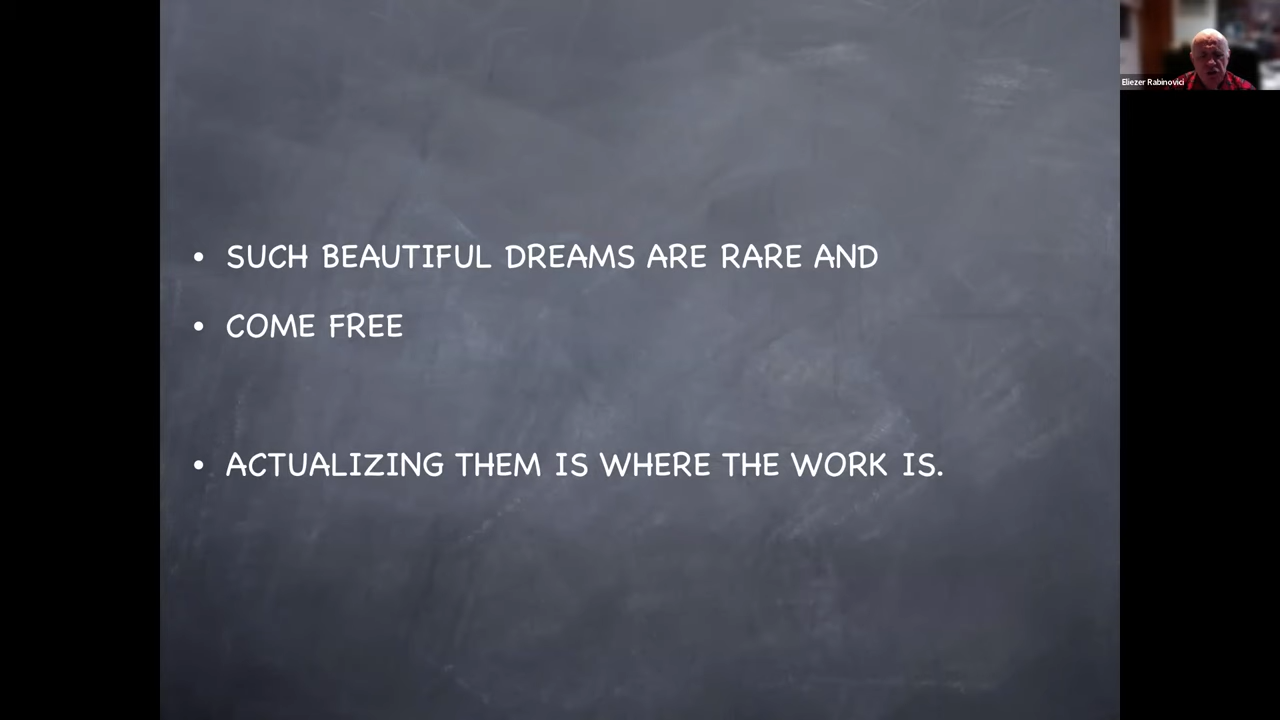 • SUCH BEAUTIFUL DREAMS ARE RARE AND
• COME FREE
• ACTUALIZING THEM IS WHERE THE WORK IS.
Eliezer Rabinovici